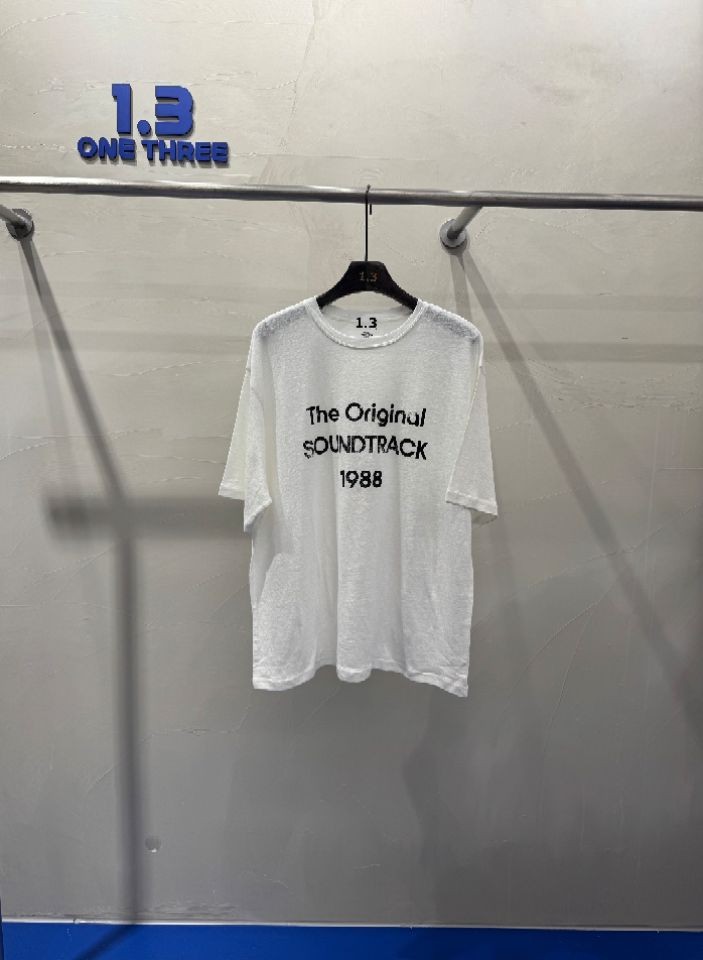 1.3
ONE THREE
1.3
1.3
The Original
SOUNDTRACK
1988